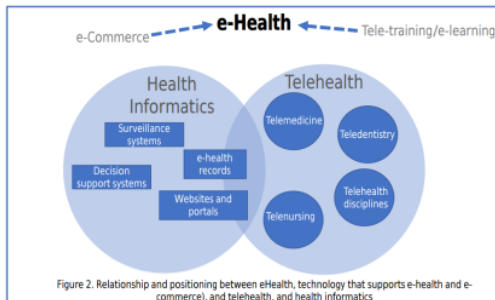 e-Health
e-Commerce
Tele-training/e-learning
Health
Informatics
Telehealth
Surveillance
systems
Telemedicine
Teledentistry
e-health
records
Decision
support systems
Telehealth
disciplines
Websites and
portals
Telenursing
Figure 2. Relationship and positioning between eHealth, technology that supports e-health and e-
commerce), and telehealth, and health informatics